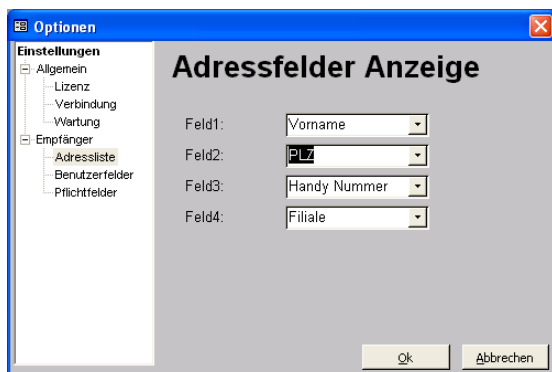 Optionen
Einstellungen
Allgemein
Lizenz
Verbindung
Wartung
Empfänger
Adressliste
Benutzerfelder
Pflichtfelder
Adressfelder Anzeige
Feld1: Vorname
Feld2: PLZ
Feld3: Handy Nummer
Feld4: Filiale
Ok Abbrechen